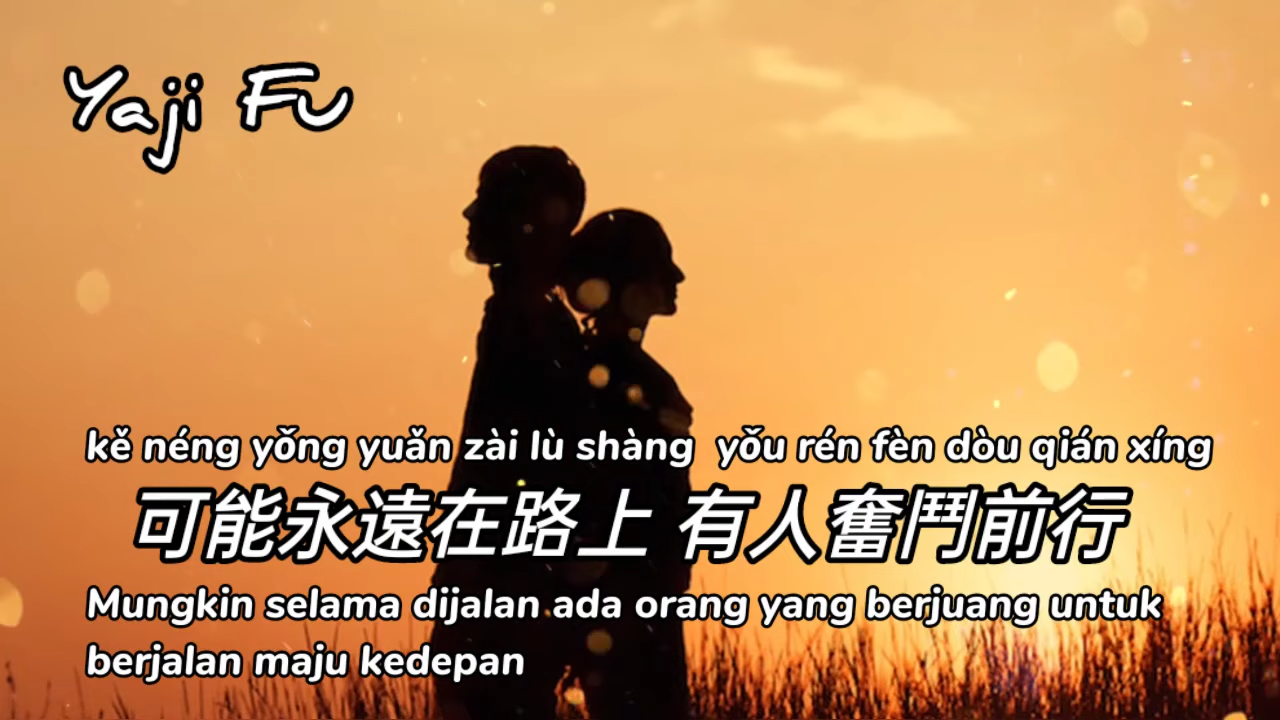 Yaji Fu
kě néng yǒng yuǎn zài lù shàng  yǒu rén fèn dòu qián xíng
可能永遠在路上 有人奮鬥前行
Mungkin selama dijalan ada orang yang berjuang untuk
berjalan maju kedepan